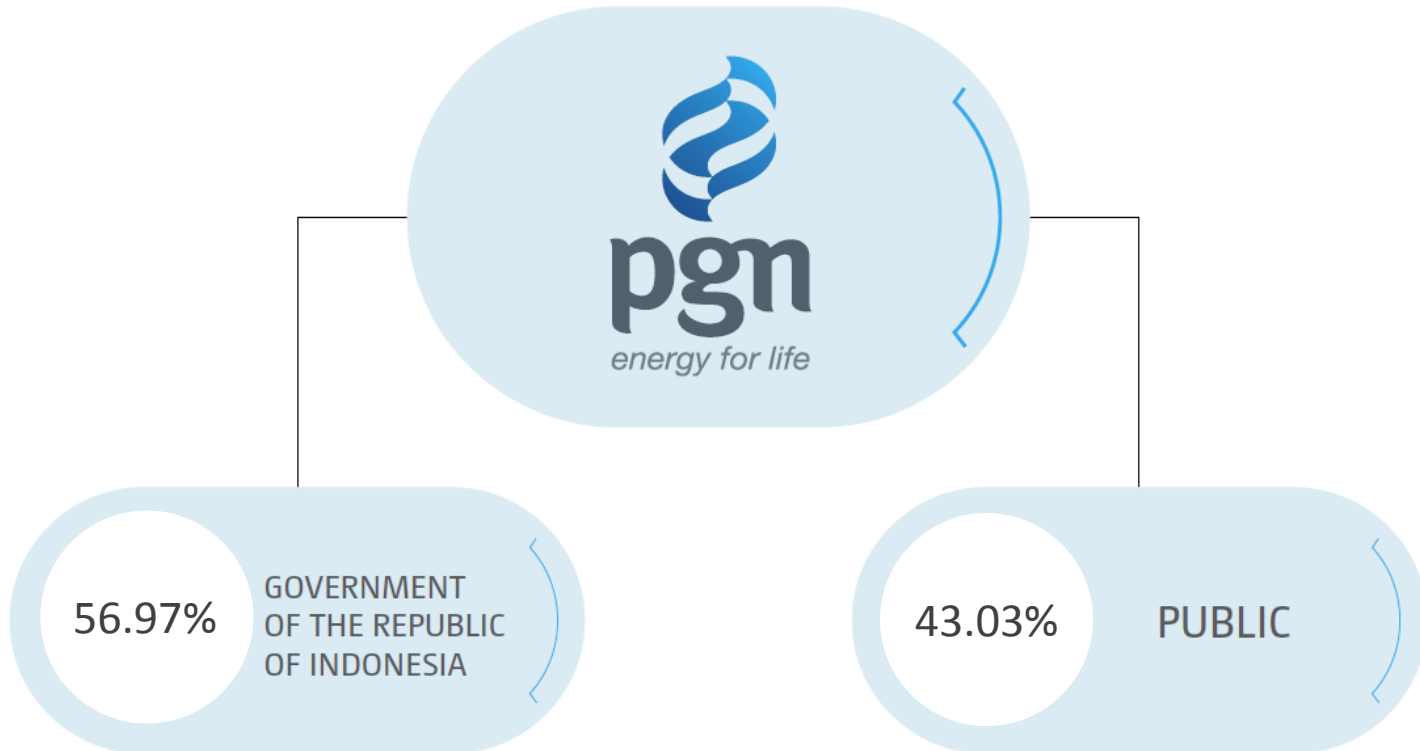 pgn
energy for life
56.97%
GOVERNMENT
OF THE REPUBLIC
OF INDONESIA
43.03%
PUBLIC